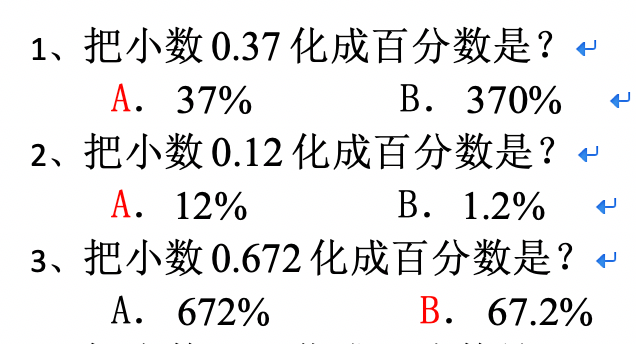 1、把小数 0.37 化成百分数是？
A. 37% B. 370%
2、把小数 0.12 化成百分数是？
A. 12% B. 1.2%
3、把小数 0.672 化成百分数是？
A. 672% B. 67.2%